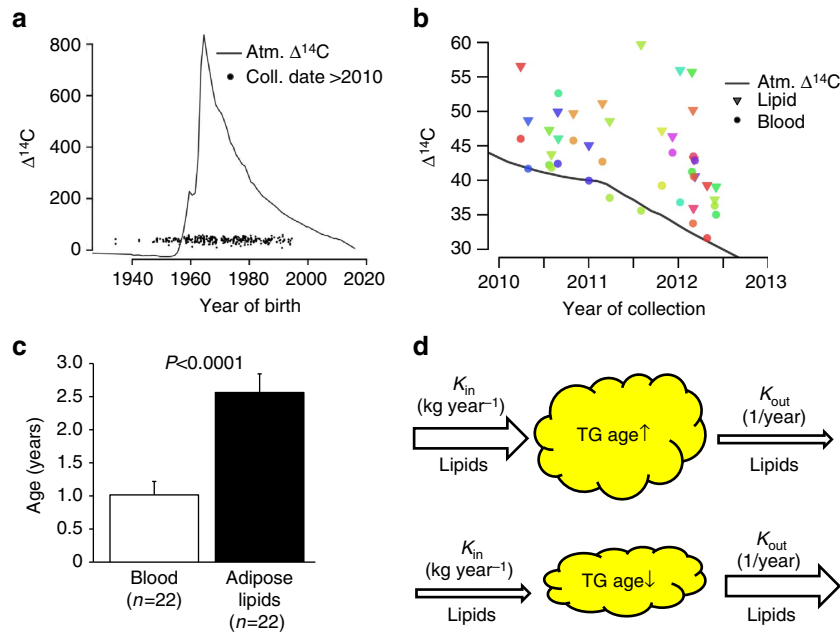 a
800
600
400
200
0
Δ¹⁴C
Atm. Δ¹⁴C
Coll. date >2010
1940 1960 1980 2000 2020
Year of birth
b
60
55
50
45
40
35
30
Δ¹⁴C
Atm. Δ¹⁴C
Lipid
Blood
2010 2011 2012 2013
Year of collection
c
P<0.0001
3.0
2.5
2.0
1.5
1.0
0.5
0
Age (years)
Blood
(n=22)
Adipose
lipids
(n=22)
d
Kin
(kg year⁻¹)
Lipids
TG age↑
Kout
(1/year)
Lipids
Kin
(kg year⁻¹)
Lipids
TG age↓
Kout
(1/year)
Lipids